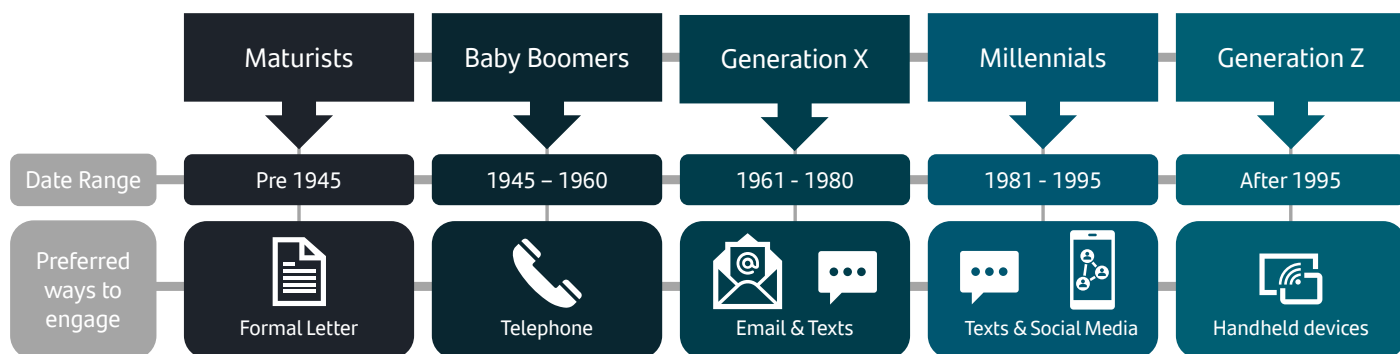 Maturists
Baby Boomers
Generation X
Millennials
Generation Z
Date Range
Pre 1945
1945 – 1960
1961 - 1980
1981 - 1995
After 1995
Preferred
ways to
engage
@
Formal Letter
Telephone
Email & Texts
Texts & Social Media
Handheld devices